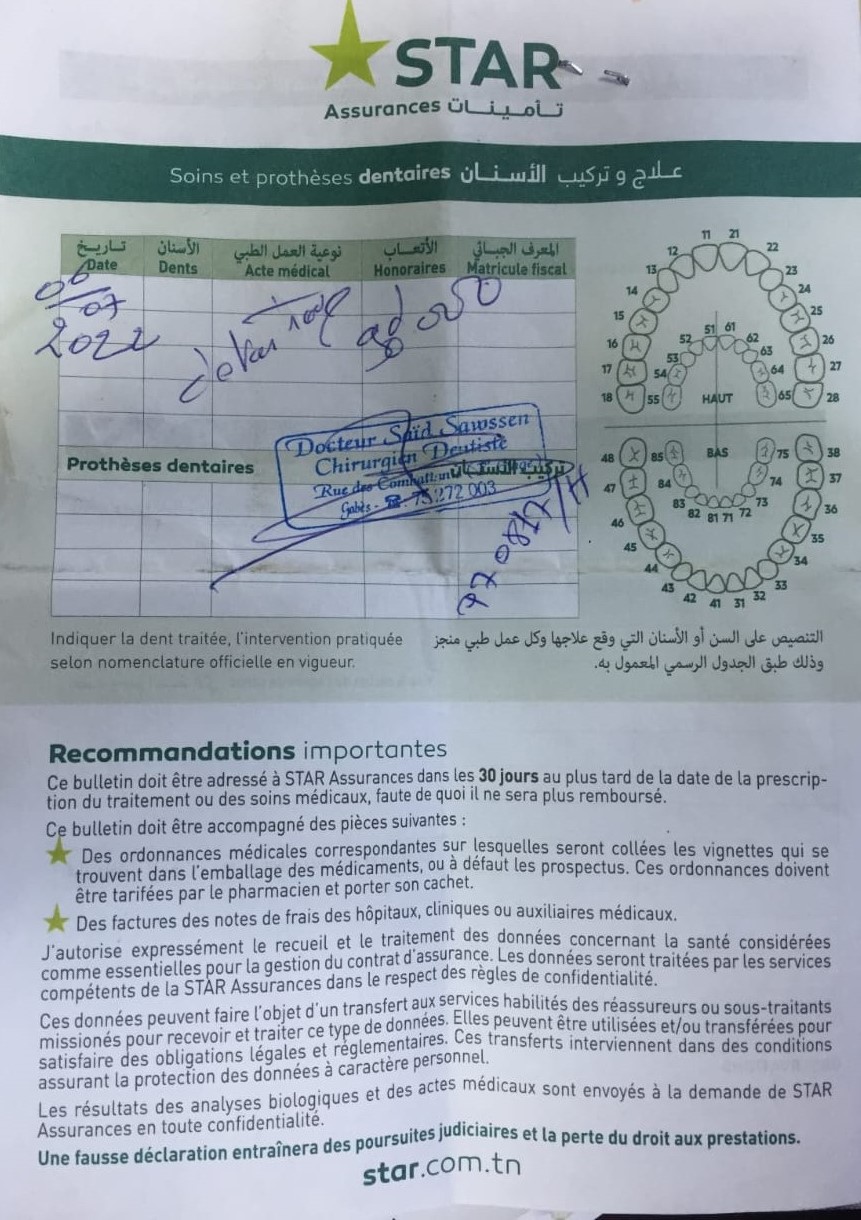 STAR
Assurances تـأمـيـنـات
Soins et prothèses dentaires علاج و تركيب الأسنـان
تـاريـخ الأسنان نوعية العمل الطبي الأتعـاب المعرف الجبائي
Date Dents Acte médical Honoraires Matricule fiscal
06
07
2022
détartrage
Docteur Saïd Sawssen
Chirurgien Dentiste
Rue des
Gabès - ☎: 75 272 003
Prothèses dentaires تركيب الأسنـان
11 21
12 22
13 23
14 24
15 25
16 26
17 27
18 28
51 61
52 62
53 63
54 64
55 HAUT 65
48 85 BAS 75 38
47 84 74 37
46 83 73 36
82 81 71 72
45 35
44 34
43 33
42 41 31 32
Indiquer la dent traitée, l'intervention pratiquée
selon nomenclature officielle en vigueur.
التنصيص على السن أو الأسنان التي وقع علاجها وكل عمل طبي منجز
وذلك طبق الجدول الرسمي المعمول به.
Recommandations importantes
Ce bulletin doit être adressé à STAR Assurances dans les 30 jours au plus tard de la date de la prescrip-
tion du traitement ou des soins médicaux, faute de quoi il ne sera plus remboursé.
Ce bulletin doit être accompagné des pièces suivantes :
Des ordonnances médicales correspondantes sur lesquelles seront collées les vignettes qui se
trouvent dans l'emballage des médicaments, ou à défaut les prospectus. Ces ordonnances doivent
être tarifées par le pharmacien et porter son cachet.
Des factures des notes de frais des hôpitaux, cliniques ou auxiliaires médicaux.
J'autorise expressément le recueil et le traitement des données concernant la santé considérées
comme essentielles pour la gestion du contrat d'assurance. Les données seront traitées par les services
compétents de la STAR Assurances dans le respect des règles de confidentialité.
Ces données peuvent faire l'objet d'un transfert aux services habilités des réassureurs ou sous-traitants
missionés pour recevoir et traiter ce type de données. Elles peuvent être utilisées et/ou transférées pour
satisfaire des obligations légales et réglementaires. Ces transferts interviennent dans des conditions
assurant la protection des données à caractère personnel.
Les résultats des analyses biologiques et des actes médicaux sont envoyés à la demande de STAR
Assurances en toute confidentialité.
Une fausse déclaration entraînera des poursuites judiciaires et la perte du droit aux prestations.
star.com.tn